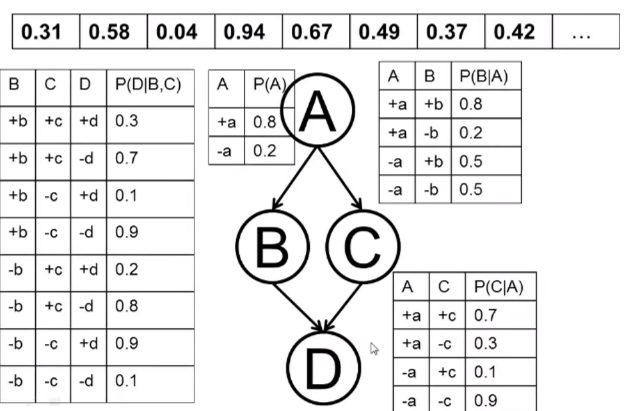 0.31 0.58 0.04 0.94 0.67 0.49 0.37 0.42 ...
B C D P(D|B,C)
+b +c +d 0.3
+b +c -d 0.7
+b -c +d 0.1
+b -c -d 0.9
-b +c +d 0.2
-b +c -d 0.8
-b -c +d 0.9
-b -c -d 0.1
A P(A)
+a 0.8
-a 0.2
A
B
C
D
A B P(B|A)
+a +b 0.8
+a -b 0.2
-a +b 0.5
-a -b 0.5
A C P(C|A)
+a +c 0.7
+a -c 0.3
-a +c 0.1
-a -c 0.9